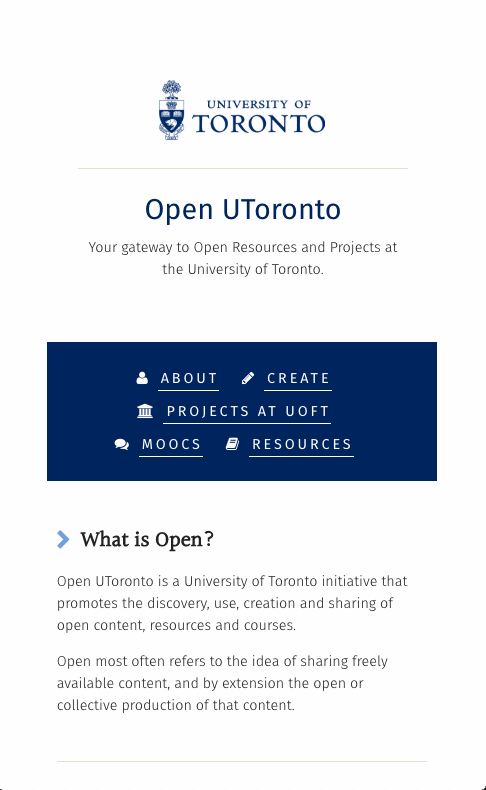 UNIVERSITY OF
TORONTO
Open UToronto
Your gateway to Open Resources and Projects at
the University of Toronto.
ABOUT CREATE
PROJECTS AT UOFT
MOOCS RESOURCES
What is Open?
Open UToronto is a University of Toronto initiative that
promotes the discovery, use, creation and sharing of
open content, resources and courses.
Open most often refers to the idea of sharing freely
available content, and by extension the open or
collective production of that content.